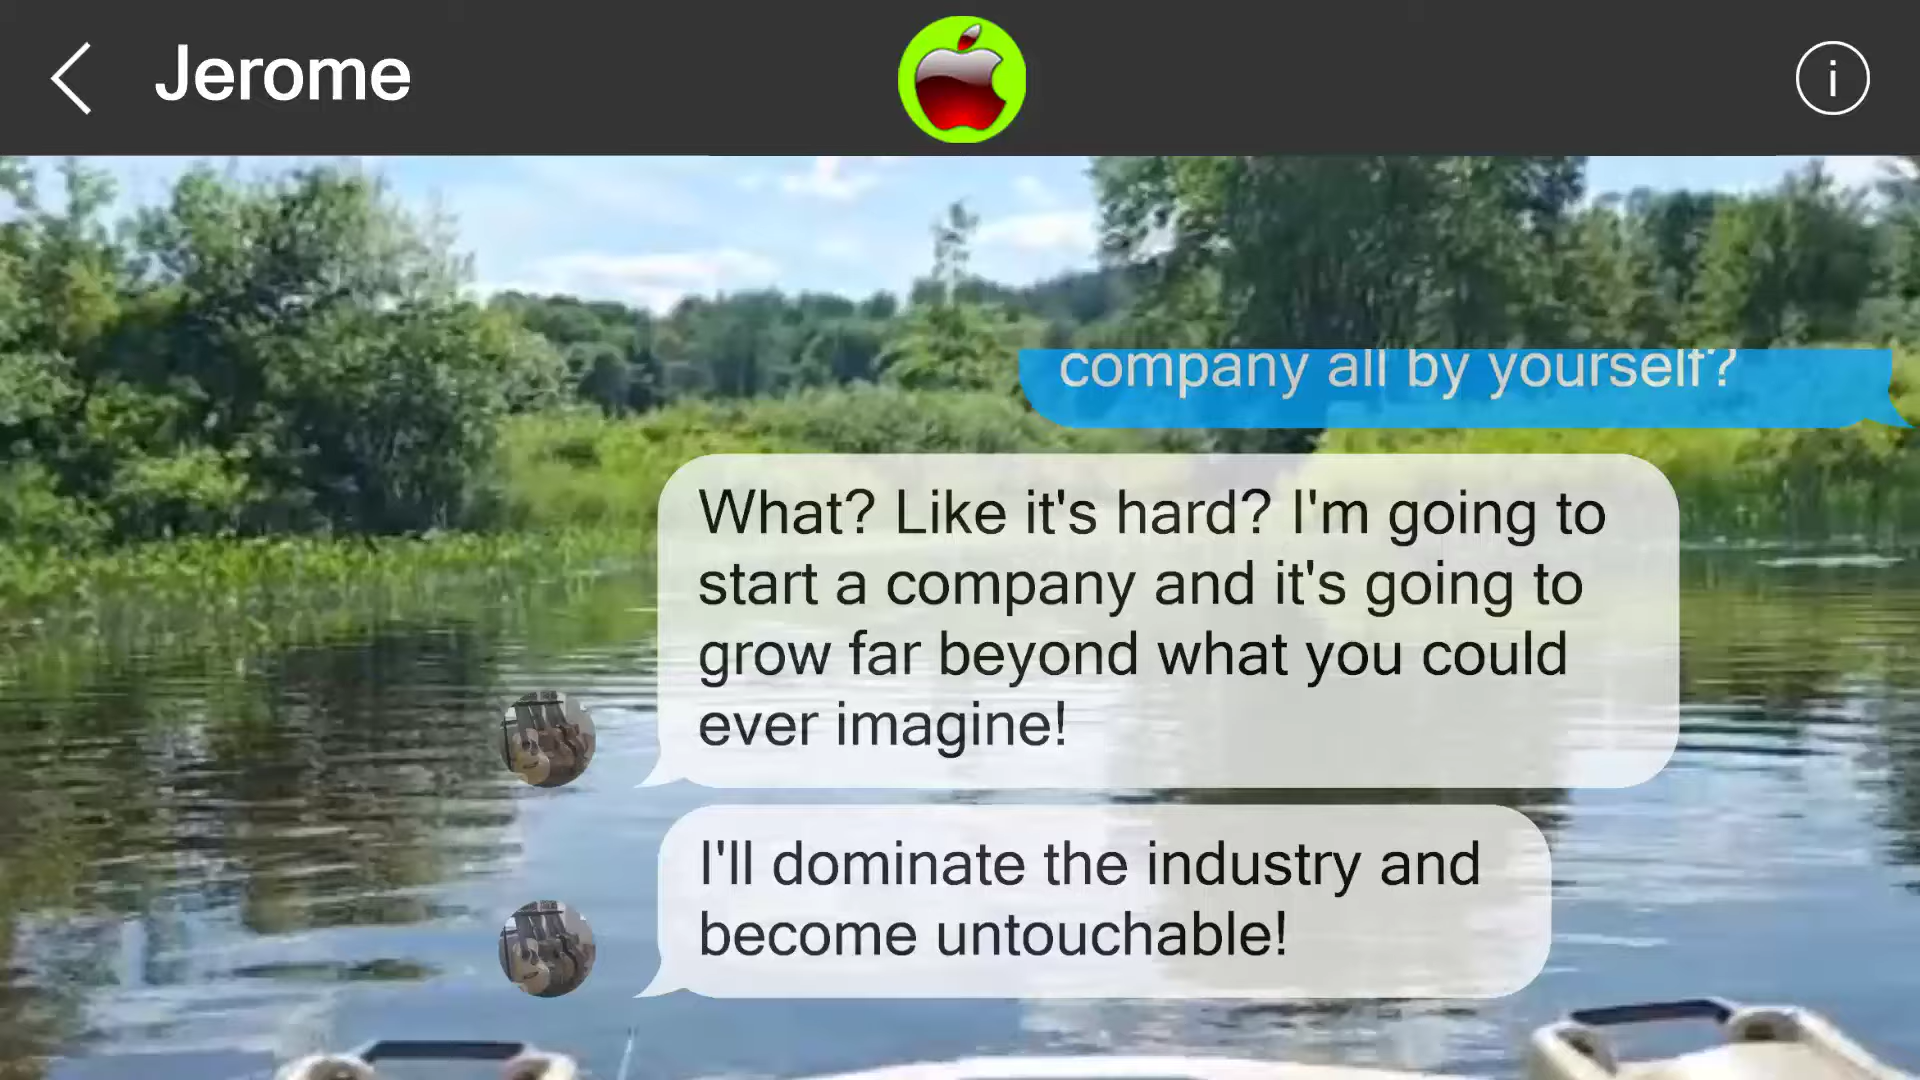 Jerome
i
company all by yourself?
What? Like it's hard? I'm going to
start a company and it's going to
grow far beyond what you could
ever imagine!
I'll dominate the industry and
become untouchable!